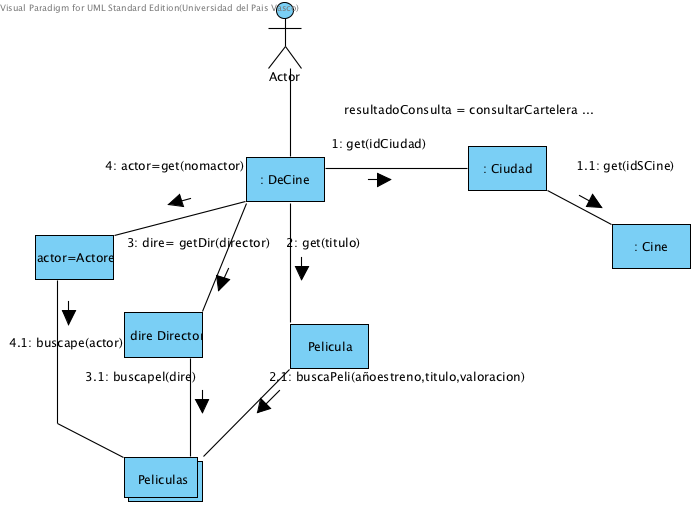 Visual Paradigm for UML Standard Edition(Universidad del Pais Vasco)
Actor
resultadoConsulta = consultarCartelera ...
1: get(idCiudad)
4: actor=get(nomactor)
: DeCine
: Ciudad
1.1: get(idSCine)
3: dire= getDir(director)
2: get(titulo)
: Cine
actor=Actore
dire Director
4.1: buscape(actor)
Pelicula
3.1: buscapel(dire)
2.1: buscaPeli(añoestreno,titulo,valoracion)
Peliculas